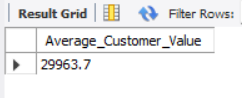 Result Grid Filter Rows:
Average_Customer_Value
29963.7